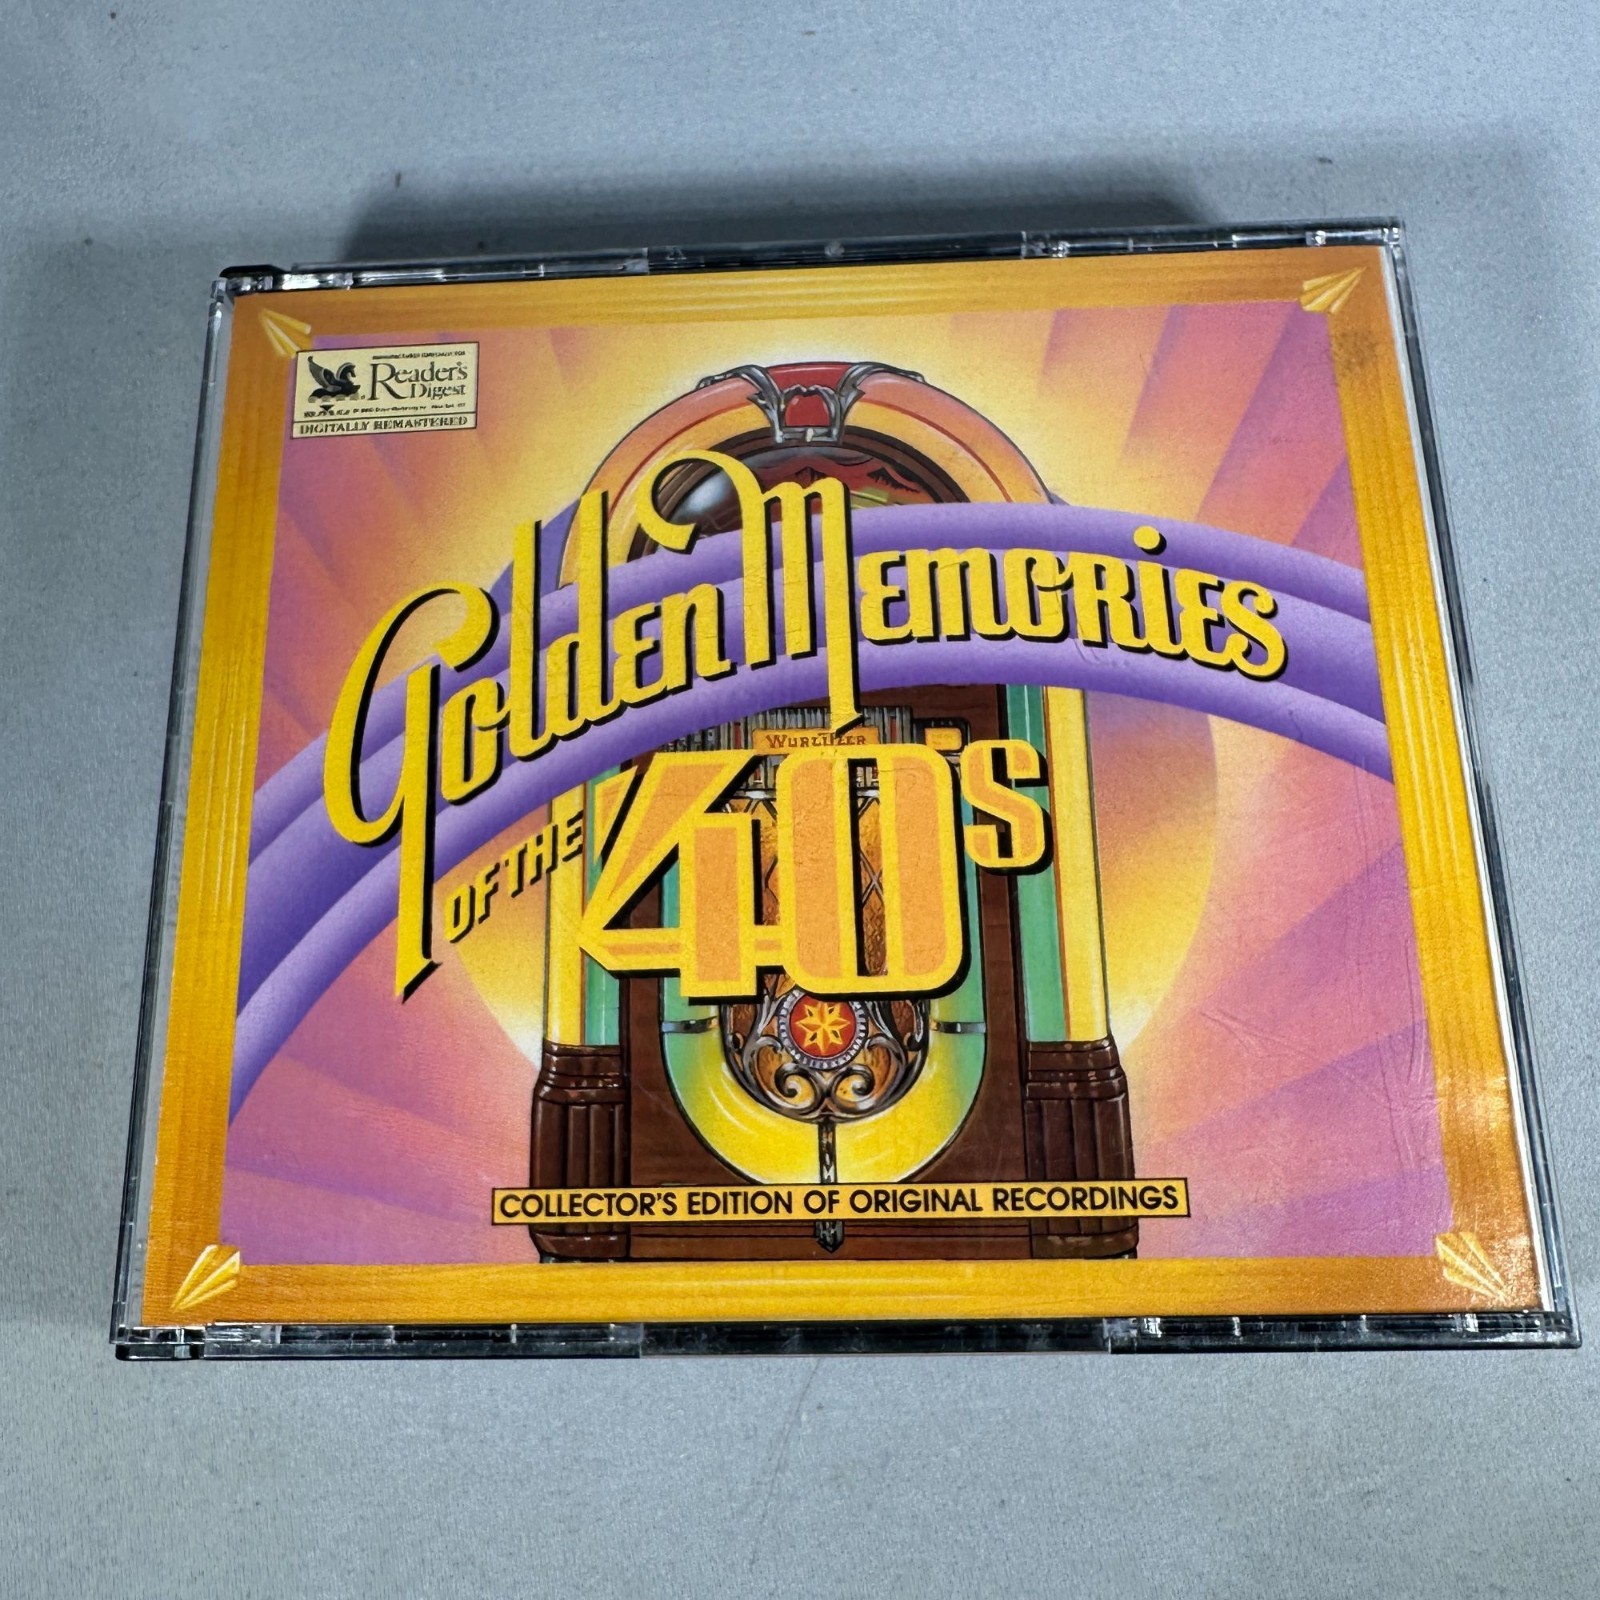 Reader's
Digest
DIGITALLY REMASTERED
Golden Memories
OF THE 40's
WURLITZER
COLLECTOR'S EDITION OF ORIGINAL RECORDINGS